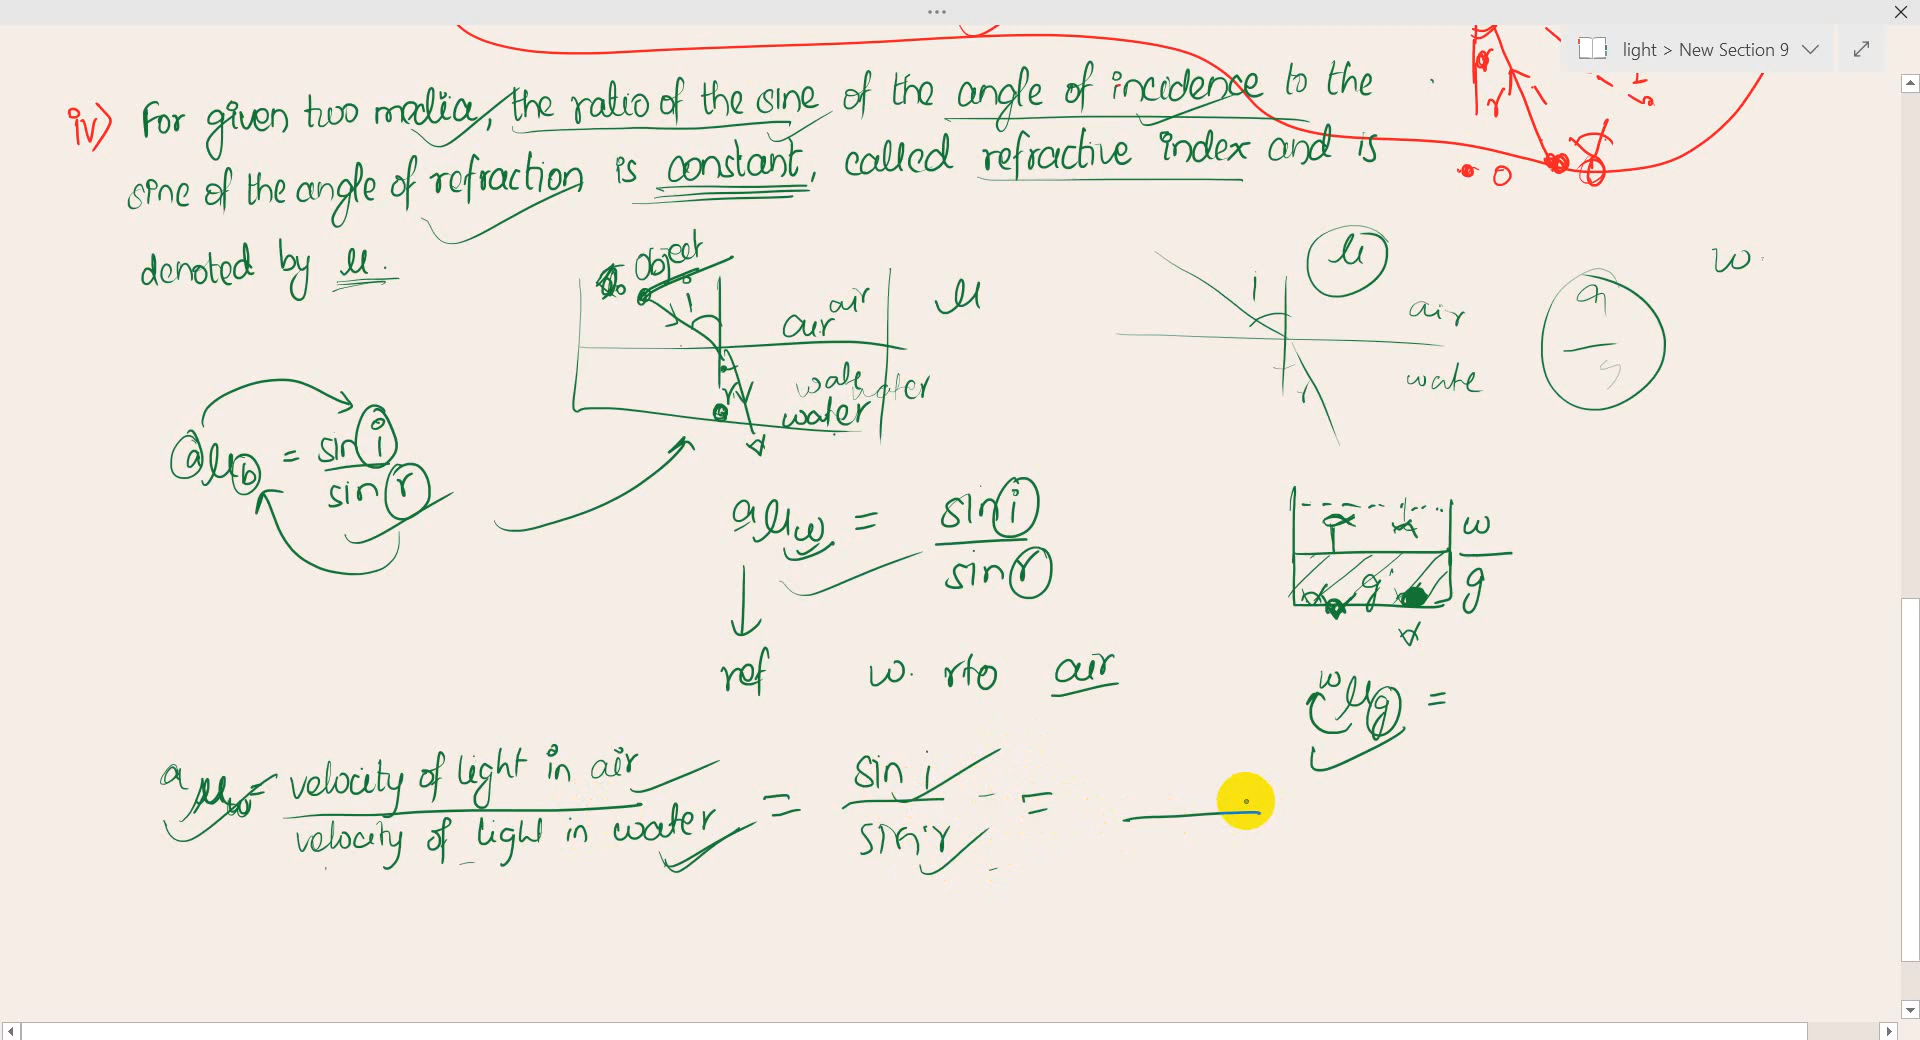 light > New Section 9
iv) For given two media, the ratio of the sine of the angle of incidence to the
sine of the angle of refraction is constant, called refractive index and is
denoted by μ.
Object
i
air
air
μ
r
wate
water
water
i
μ
air
wate
r
w
aμb = sin i
sin r
aμw = sin i
sin r
ref w.rto air
w
g
g
wμg =
aμw = velocity of light in air = sin i =
velocity of light in water sin r